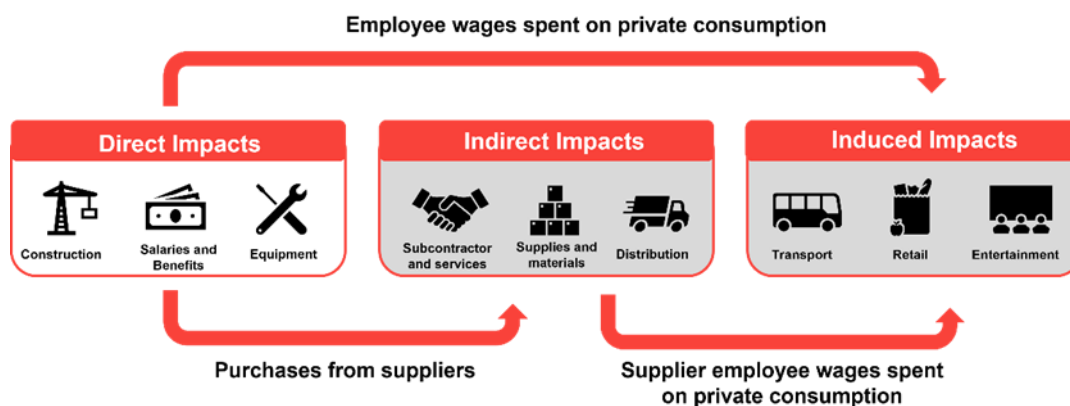 Employee wages spent on private consumption
Direct Impacts
Construction
Salaries and
Benefits
Equipment
Indirect Impacts
Subcontractor
and services
Supplies and
materials
Distribution
Induced Impacts
Transport
Retail
Entertainment
Purchases from suppliers
Supplier employee wages spent
on private consumption